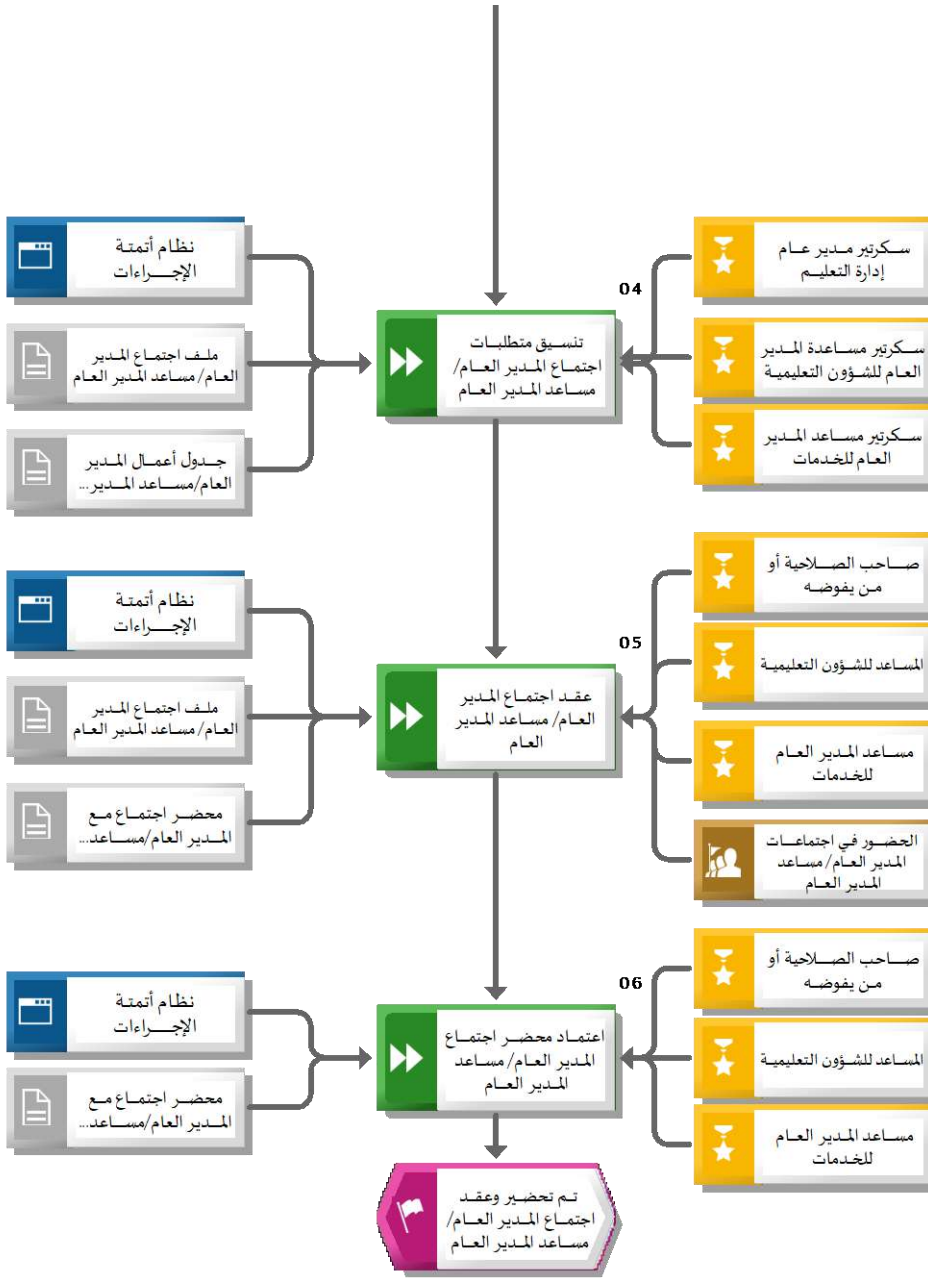 سكرتير مدير عام
إدارة التعليم
04
نظام أتمتة
الإجراءات
تنسيق متطلبات
اجتماع المدير العام/
مساعد المدير العام
سكرتير مساعدة المدير
العام للشؤون التعليمية
ملف اجتماع المدير
العام/ مساعد المدير العام
سكرتير مساعد المدير
العام للخدمات
جدول أعمال المدير
العام/مساعد المدير...
صاحب الصلاحية أو
من يفوضه
05
نظام أتمتة
الإجراءات
المساعد للشؤون التعليمية
عقد اجتماع المدير
العام/ مساعد المدير
العام
ملف اجتماع المدير
العام/ مساعد المدير العام
مساعد المدير العام
للخدمات
محضر اجتماع مع
المدير العام/مساعد...
الحضور في اجتماعات
المدير العام/ مساعد
المدير العام
صاحب الصلاحية أو
من يفوضه
06
نظام أتمتة
الإجراءات
المساعد للشؤون التعليمية
اعتماد محضر اجتماع
المدير العام/ مساعد
المدير العام
محضر اجتماع مع
المدير العام/مساعد...
مساعد المدير العام
للخدمات
تم تحضير وعقد
اجتماع المدير العام/
مساعد المدير العام